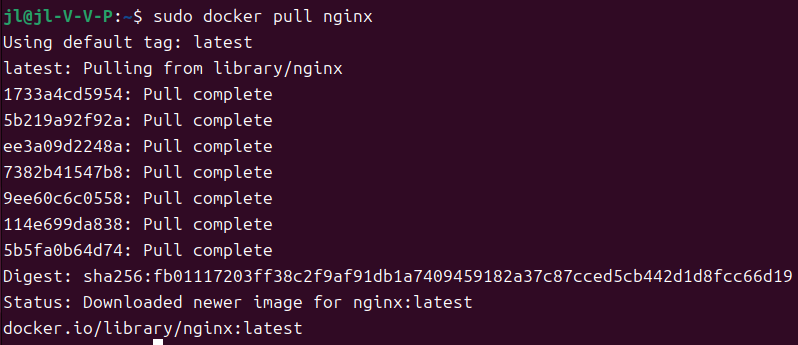 jl@jl-V-V-P:~$ sudo docker pull nginx
Using default tag: latest
latest: Pulling from library/nginx
1733a4cd5954: Pull complete
5b219a92f92a: Pull complete
ee3a09d2248a: Pull complete
7382b41547b8: Pull complete
9ee60c6c0558: Pull complete
114e699da838: Pull complete
5b5fa0b64d74: Pull complete
Digest: sha256:fb01117203ff38c2f9af91db1a7409459182a37c87cced5cb442d1d8fcc66d19
Status: Downloaded newer image for nginx:latest
docker.io/library/nginx:latest